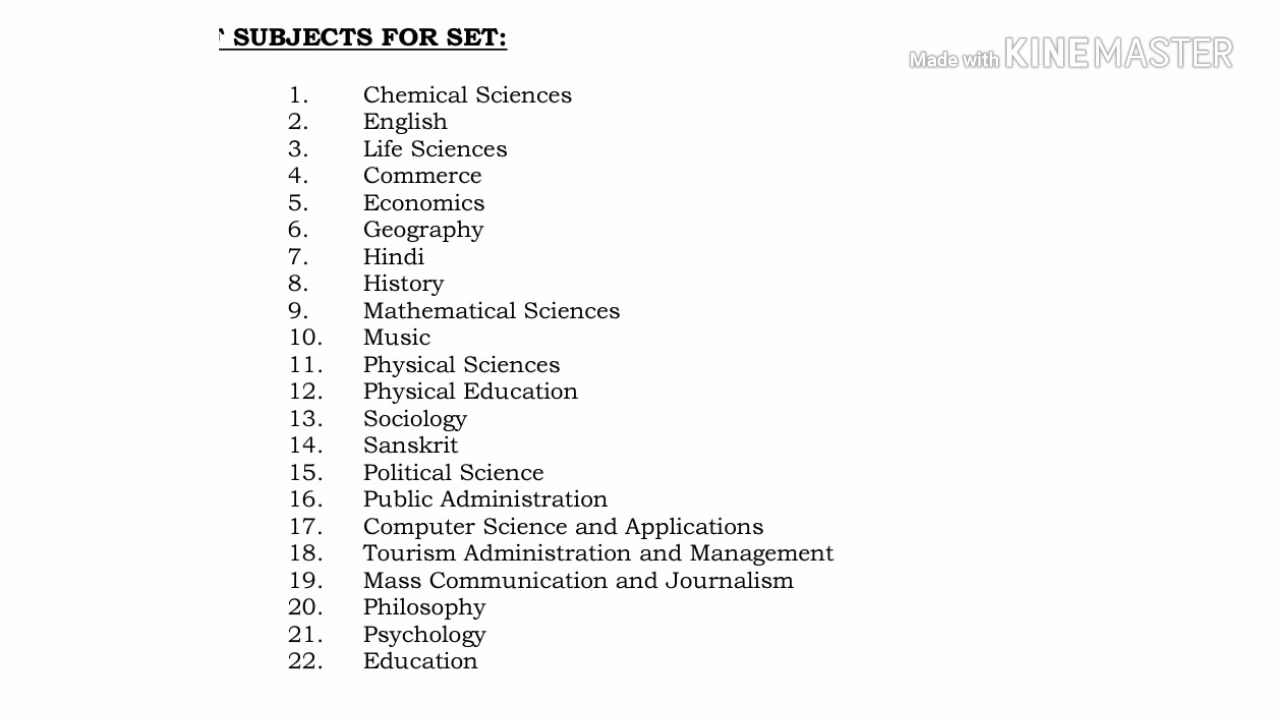 SUBJECTS FOR SET:
Made with KINEMASTER
1. Chemical Sciences
2. English
3. Life Sciences
4. Commerce
5. Economics
6. Geography
7. Hindi
8. History
9. Mathematical Sciences
10. Music
11. Physical Sciences
12. Physical Education
13. Sociology
14. Sanskrit
15. Political Science
16. Public Administration
17. Computer Science and Applications
18. Tourism Administration and Management
19. Mass Communication and Journalism
20. Philosophy
21. Psychology
22. Education